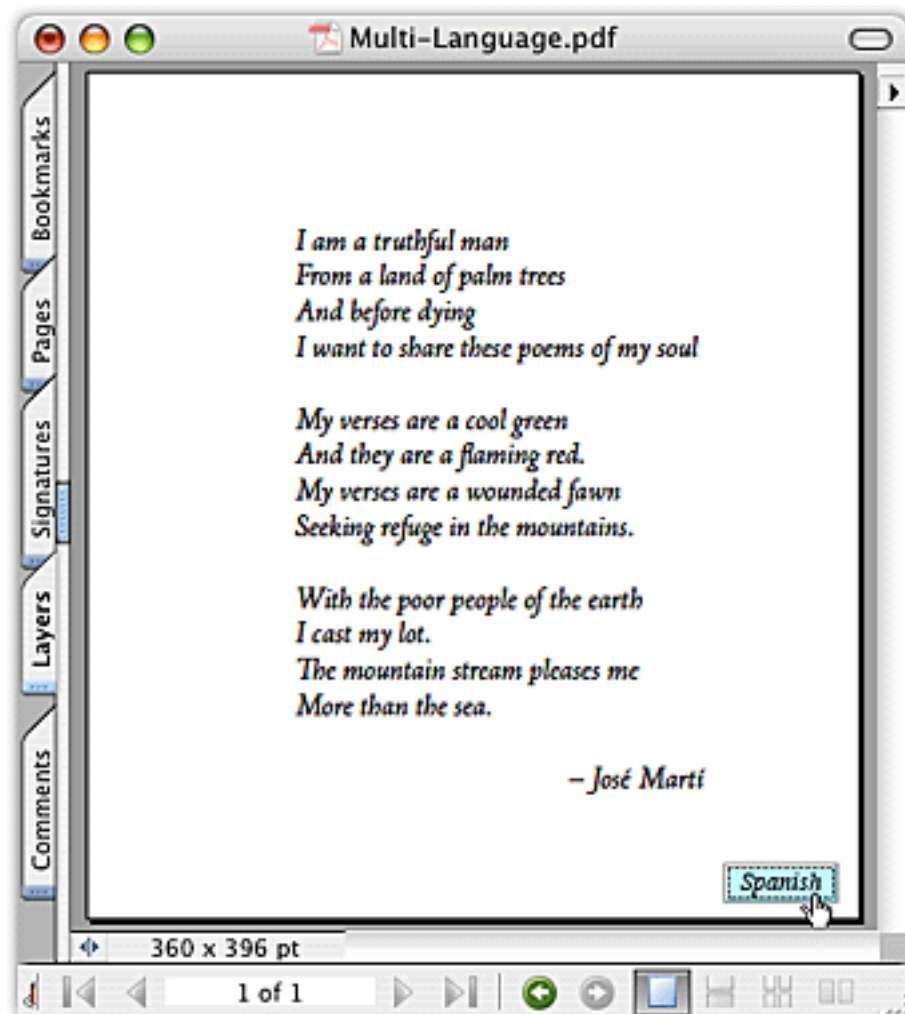 Multi-Language.pdf
Bookmarks
Pages
Signatures
Layers
Comments
I am a truthful man
From a land of palm trees
And before dying
I want to share these poems of my soul
My verses are a cool green
And they are a flaming red.
My verses are a wounded fawn
Seeking refuge in the mountains.
With the poor people of the earth
I cast my lot.
The mountain stream pleases me
More than the sea.
– José Martí
Spanish
360 x 396 pt
1 of 1